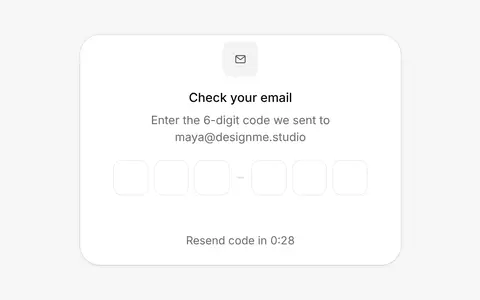 Check your email
Enter the 6-digit code we sent to
maya@designme.studio
–
Resend code in 0:28